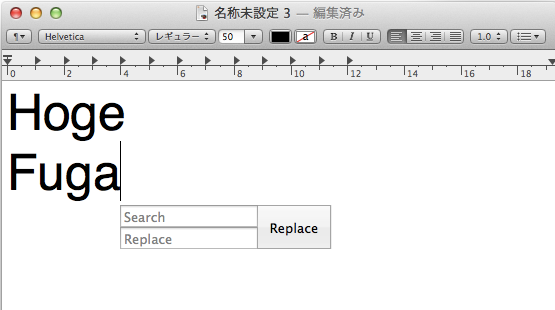 名称未設定 3 — 編集済み
¶ Helvetica レギュラー 50 a B I U 1.0
0 2 4 6 8 10 12 14 16 18
Hoge
Fuga
Search
Replace
Replace